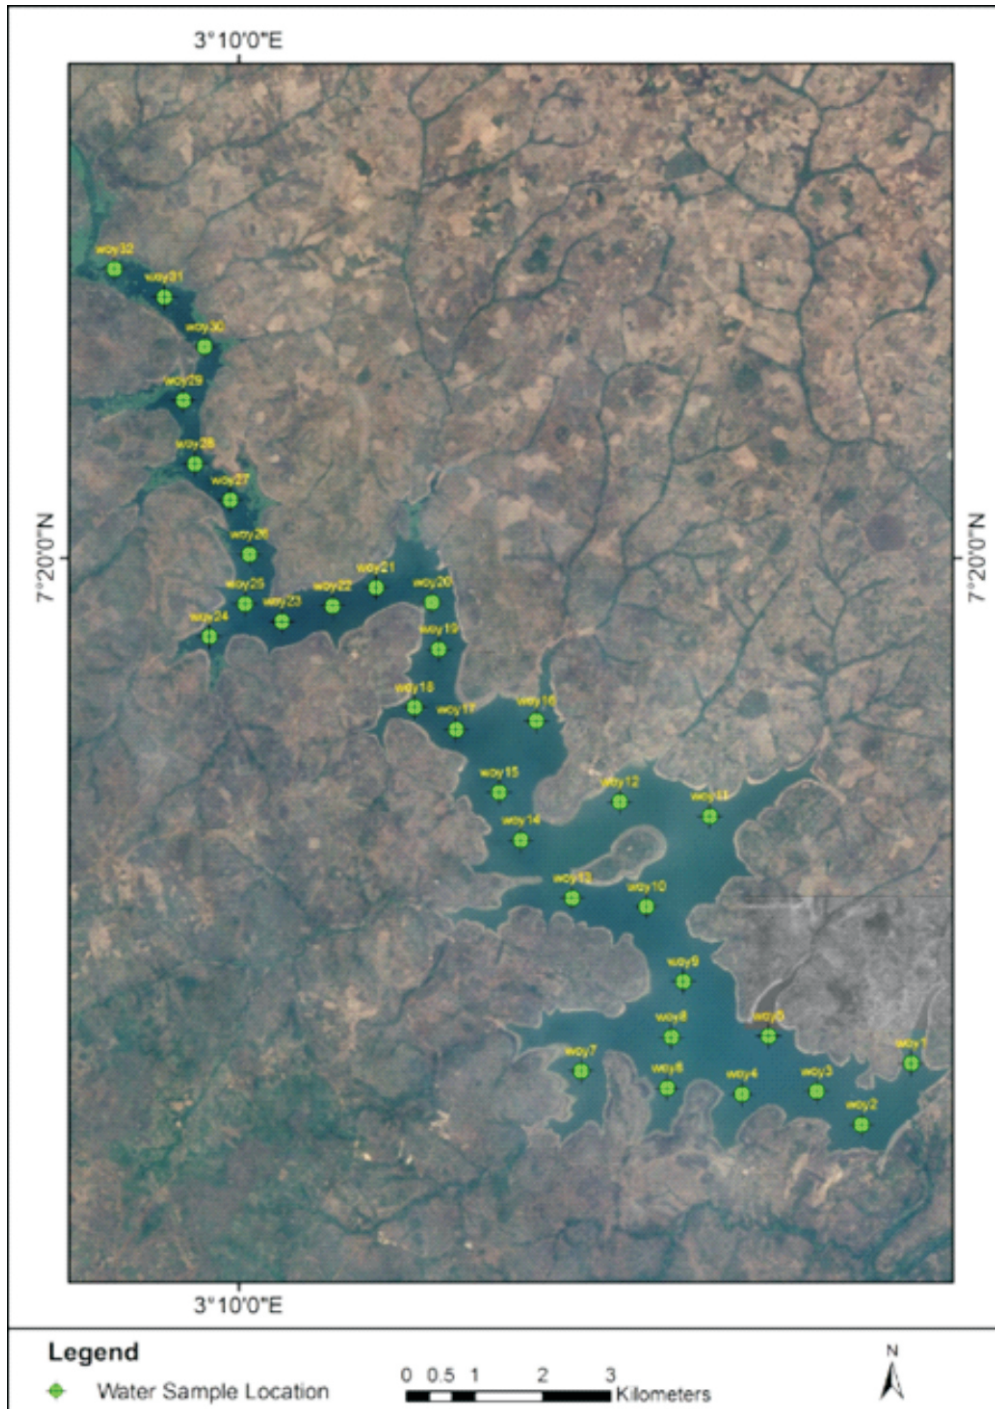 3°10'0"E
woy32
woy31
woy30
woy29
woy28
woy27
7°20'0"N
7°20'0"N
woy26
woy21
woy25
woy22
woy20
woy23
woy24
woy19
woy18
woy17
woy16
woy15
woy12
woy11
woy14
woy13
woy10
woy9
woy8
woy5
woy7
woy6
woy4
woy3
woy1
woy2
3°10'0"E
Legend
Water Sample Location
0 0.5 1 2 3
Kilometers
N